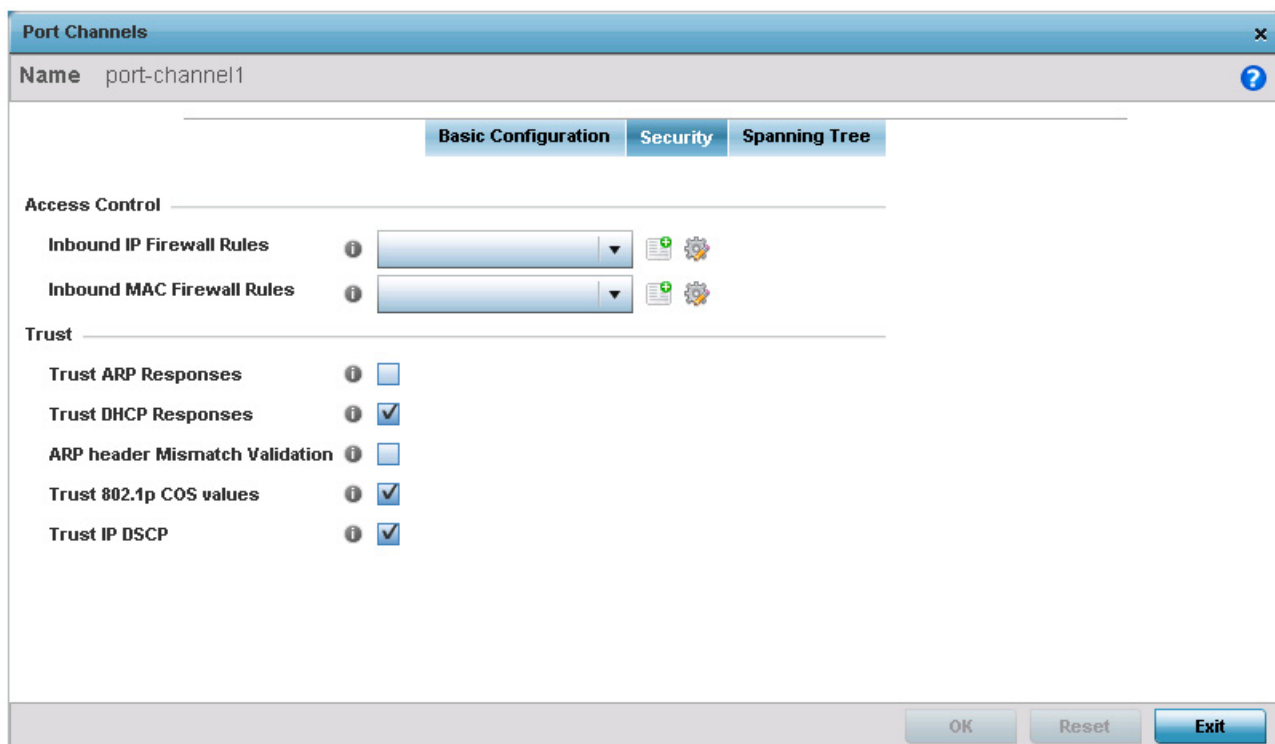 Port Channels
Name port-channel1
Basic Configuration Security Spanning Tree
Access Control
Inbound IP Firewall Rules
Inbound MAC Firewall Rules
Trust
Trust ARP Responses
Trust DHCP Responses
ARP header Mismatch Validation
Trust 802.1p COS values
Trust IP DSCP
OK Reset Exit